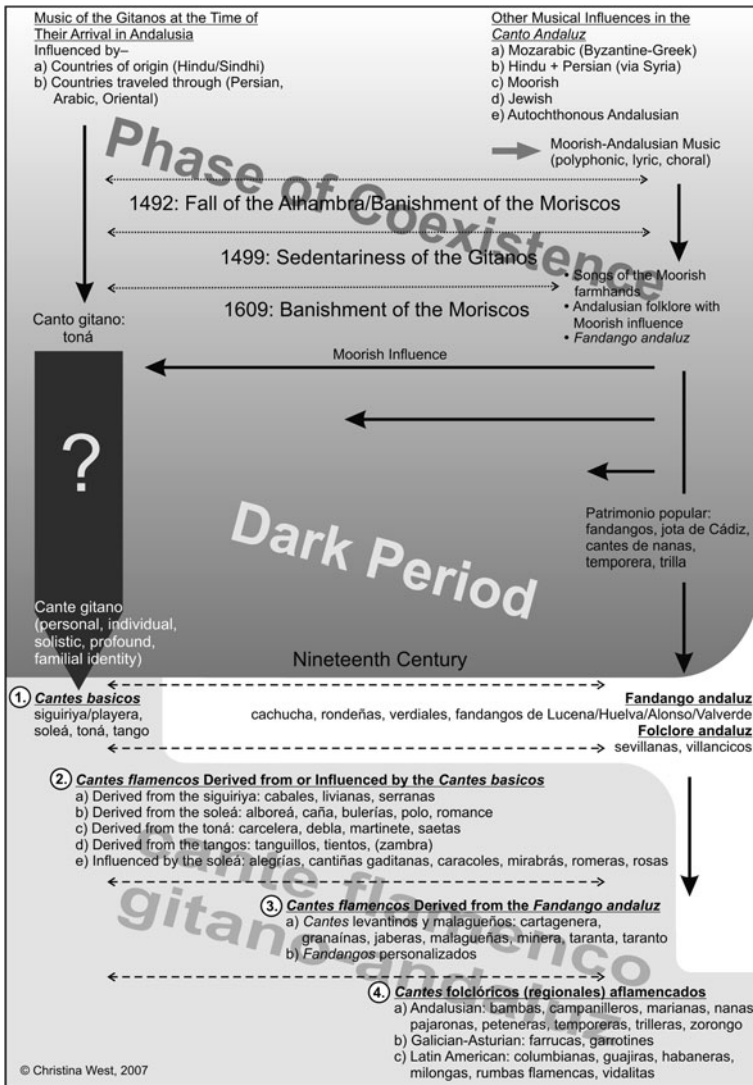 Music of the Gitanos at the Time of
Their Arrival in Andalusia
Influenced by–
a) Countries of origin (Hindu/Sindhi)
b) Countries traveled through (Persian,
Arabic, Oriental)
Other Musical Influences in the
Canto Andaluz
a) Mozarabic (Byzantine-Greek)
b) Hindu + Persian (via Syria)
c) Moorish
d) Jewish
e) Autochthonous Andalusian
Moorish-Andalusian Music
(polyphonic, lyric, choral)
Phase of Coexistence
1492: Fall of the Alhambra/Banishment of the Moriscos
1499: Sedentariness of the Gitanos
1609: Banishment of the Moriscos
• Songs of the Moorish
farmhands
• Andalusian folklore with
Moorish influence
• Fandango andaluz
Canto gitano:
toná
Moorish Influence
?
Dark Period
Patrimonio popular:
fandangos, jota de Cádiz,
cantes de nanas,
temporera, trilla
Cante gitano
(personal, individual,
solistic, profound,
familial identity)
Nineteenth Century
1. Cantes basicos
siguiriya/playera,
soleá, toná, tango
Fandango andaluz
cachucha, rondeñas, verdiales, fandangos de Lucena/Huelva/Alonso/Valverde
Folclore andaluz
sevillanas, villancicos
2. Cantes flamencos Derived from or Influenced by the Cantes basicos
a) Derived from the siguiriya: cabales, livianas, serranas
b) Derived from the soleá: alboreá, caña, bulerías, polo, romance
c) Derived from the toná: carcelera, debla, martinete, saetas
d) Derived from the tangos: tanguillos, tientos, (zambra)
e) Influenced by the soleá: alegrías, cantiñas gaditanas, caracoles, mirabrás, romeras, rosas
cante flamenco
gitano-andaluz
3. Cantes flamencos Derived from the Fandango andaluz
a) Cantes levantinos y malagueños: cartagenera,
granaínas, jaberas, malagueñas, minera, taranta, taranto
b) Fandangos personalizados
4. Cantes folclóricos (regionales) aflamencados
a) Andalusian: bambas, campanilleros, marianas, nanas
pajaronas, peteneras, temporeras, trilleras, zorongo
b) Galician-Asturian: farrucas, garrotines
c) Latin American: columbianas, guajiras, habaneras,
milongas, rumbas flamencas, vidalitas
© Christina West, 2007